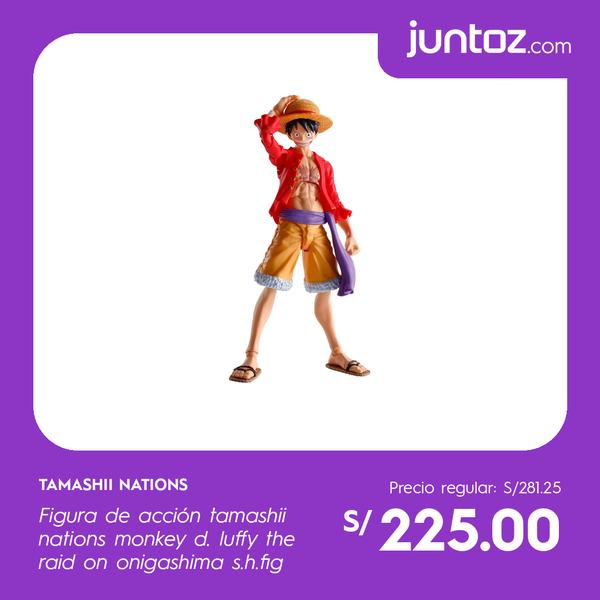 juntoz.com
TAMASHII NATIONS
Figura de acción tamashii
nations monkey d. luffy the
raid on onigashima s.h.fig
Precio regular: S/281.25
S/ 225.00